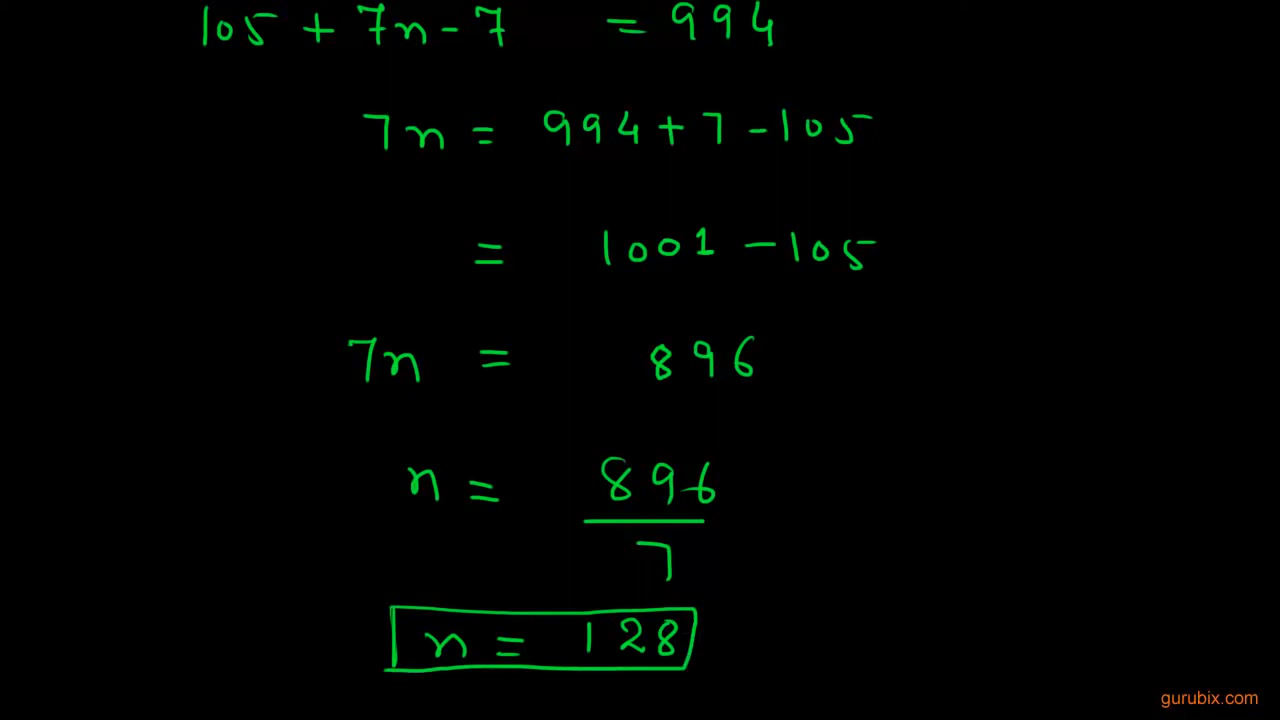 105 + 7n - 7 = 994
7n = 994 + 7 - 105
= 1001 - 105
7n = 896
n = 896
7
n = 128
gurubix.com